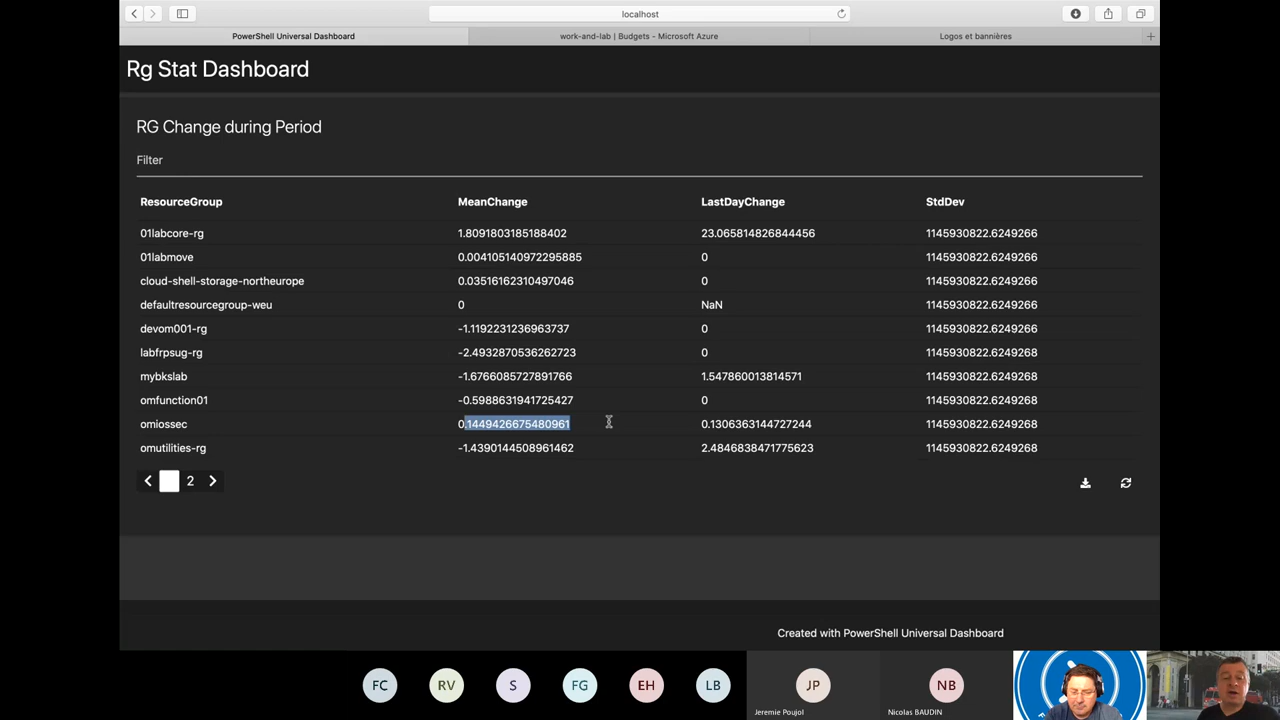 localhost
PowerShell Universal Dashboard
work-and-lab | Budgets - Microsoft Azure
Logos et bannières
Rg Stat Dashboard
RG Change during Period
Filter
ResourceGroup MeanChange LastDayChange StdDev
01labcore-rg 1.8091803185188402 23.065814826844456 1145930822.6249266
01labmove 0.004105140972295885 0 1145930822.6249266
cloud-shell-storage-northeurope 0.03516162310497046 0 1145930822.6249266
defaultresourcegroup-weu 0 NaN 1145930822.6249266
devom001-rg -1.1192231236963737 0 1145930822.6249266
labfrpsug-rg -2.4932870536262723 0 1145930822.6249268
mybkslab -1.6766085727891766 1.547860013814571 1145930822.6249268
omfunction01 -0.5988631941725427 0 1145930822.6249268
omiossec 0.1449426675480961 0.1306363144727244 1145930822.6249268
omutilities-rg -1.4390144508961462 2.4846838471775623 1145930822.6249268
2
Created with PowerShell Universal Dashboard
FC RV S FG EH LB JP NB
Jeremie Poujol
Nicolas BAUDIN